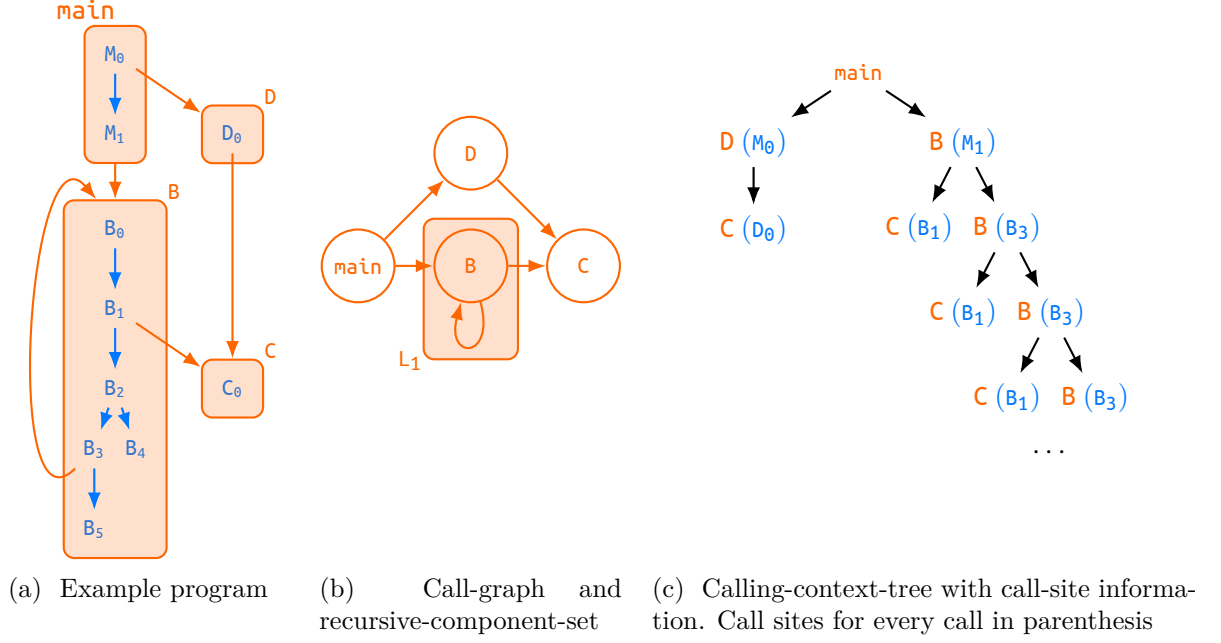 main
M₀
M₁
D
D₀
B
B₀
B₁
B₂
B₃ B₄
B₅
C
C₀
D
main B C
L₁
main
D (M₀) B (M₁)
C (D₀) C (B₁) B (B₃)
C (B₁) B (B₃)
C (B₁) B (B₃)
...
(a) Example program
(b) Call-graph and
recursive-component-set
(c) Calling-context-tree with call-site informa-
tion. Call sites for every call in parenthesis